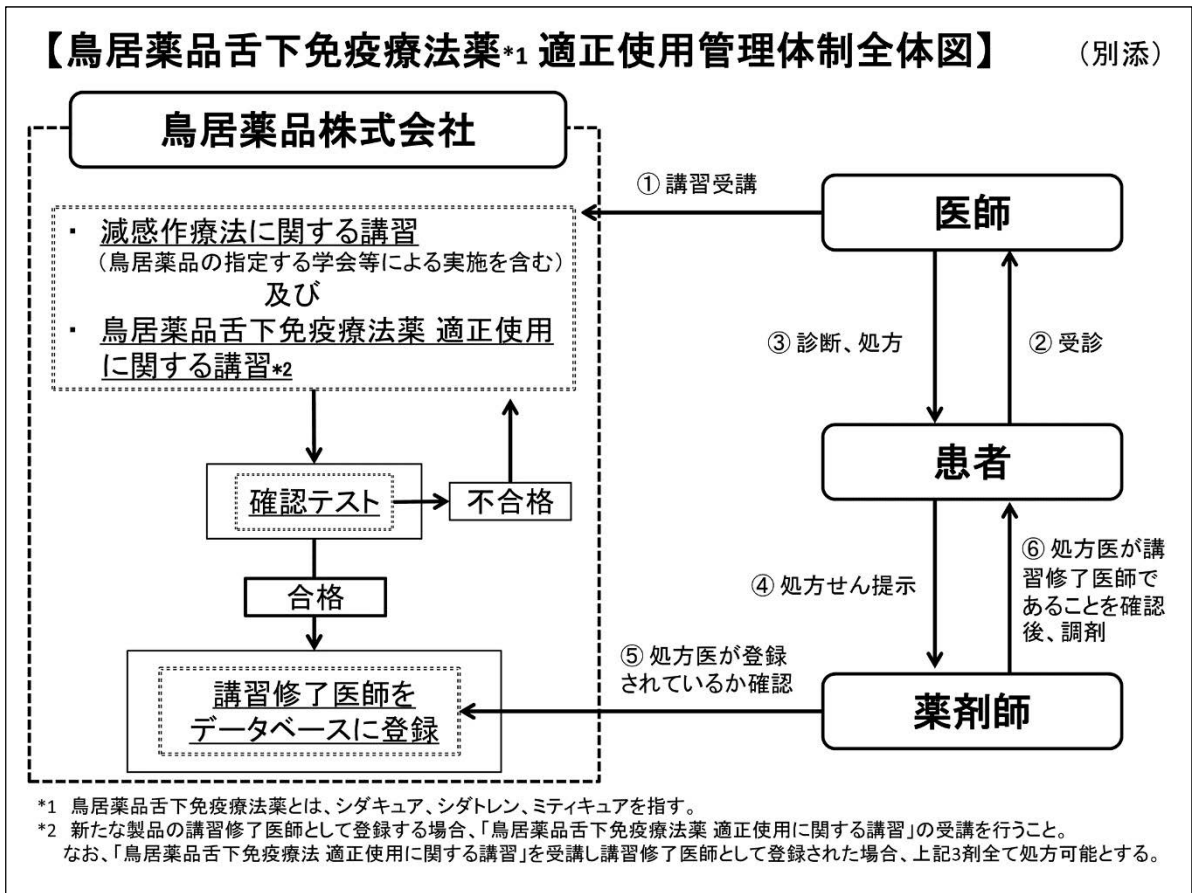 【鳥居薬品舌下免疫療法薬*1 適正使用管理体制全体図】
（別添）
鳥居薬品株式会社
・ 減感作療法に関する講習
（鳥居薬品の指定する学会等による実施を含む）
及び
・ 鳥居薬品舌下免疫療法薬 適正使用
に関する講習*2
確認テスト
不合格
合格
講習修了医師を
データベースに登録
① 講習受講
医師
③ 診断、処方
② 受診
患者
④ 処方せん提示
⑥ 処方医が講
習修了医師で
あることを確認
後、調剤
⑤ 処方医が登録
されているか確認
薬剤師
*1 鳥居薬品舌下免疫療法薬とは、シダキュア、シダトレン、ミティキュアを指す。
*2 新たな製品の講習修了医師として登録する場合、「鳥居薬品舌下免疫療法薬 適正使用に関する講習」の受講を行うこと。
なお、「鳥居薬品舌下免疫療法 適正使用に関する講習」を受講し講習修了医師として登録された場合、上記3剤全て処方可能とする。